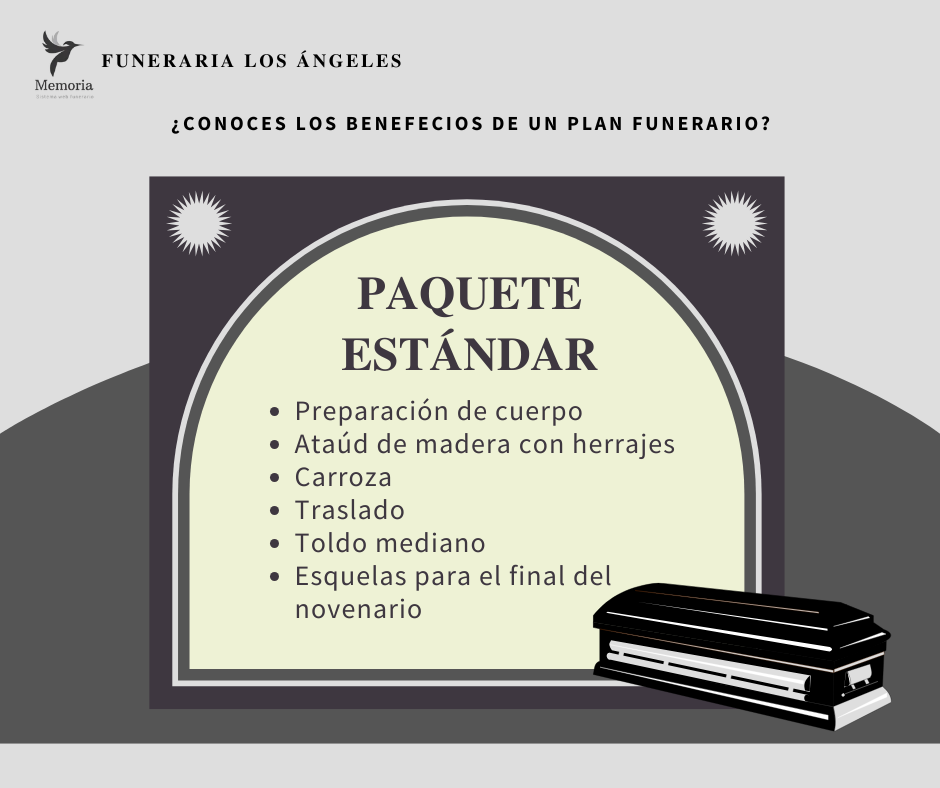 FUNERARIA LOS ÁNGELES
Memoria
¿CONOCES LOS BENEFECIOS DE UN PLAN FUNERARIO?
PAQUETE
ESTÁNDAR
Preparación de cuerpo
Ataúd de madera con herrajes
Carroza
Traslado
Toldo mediano
Esquelas para el final del
novenario